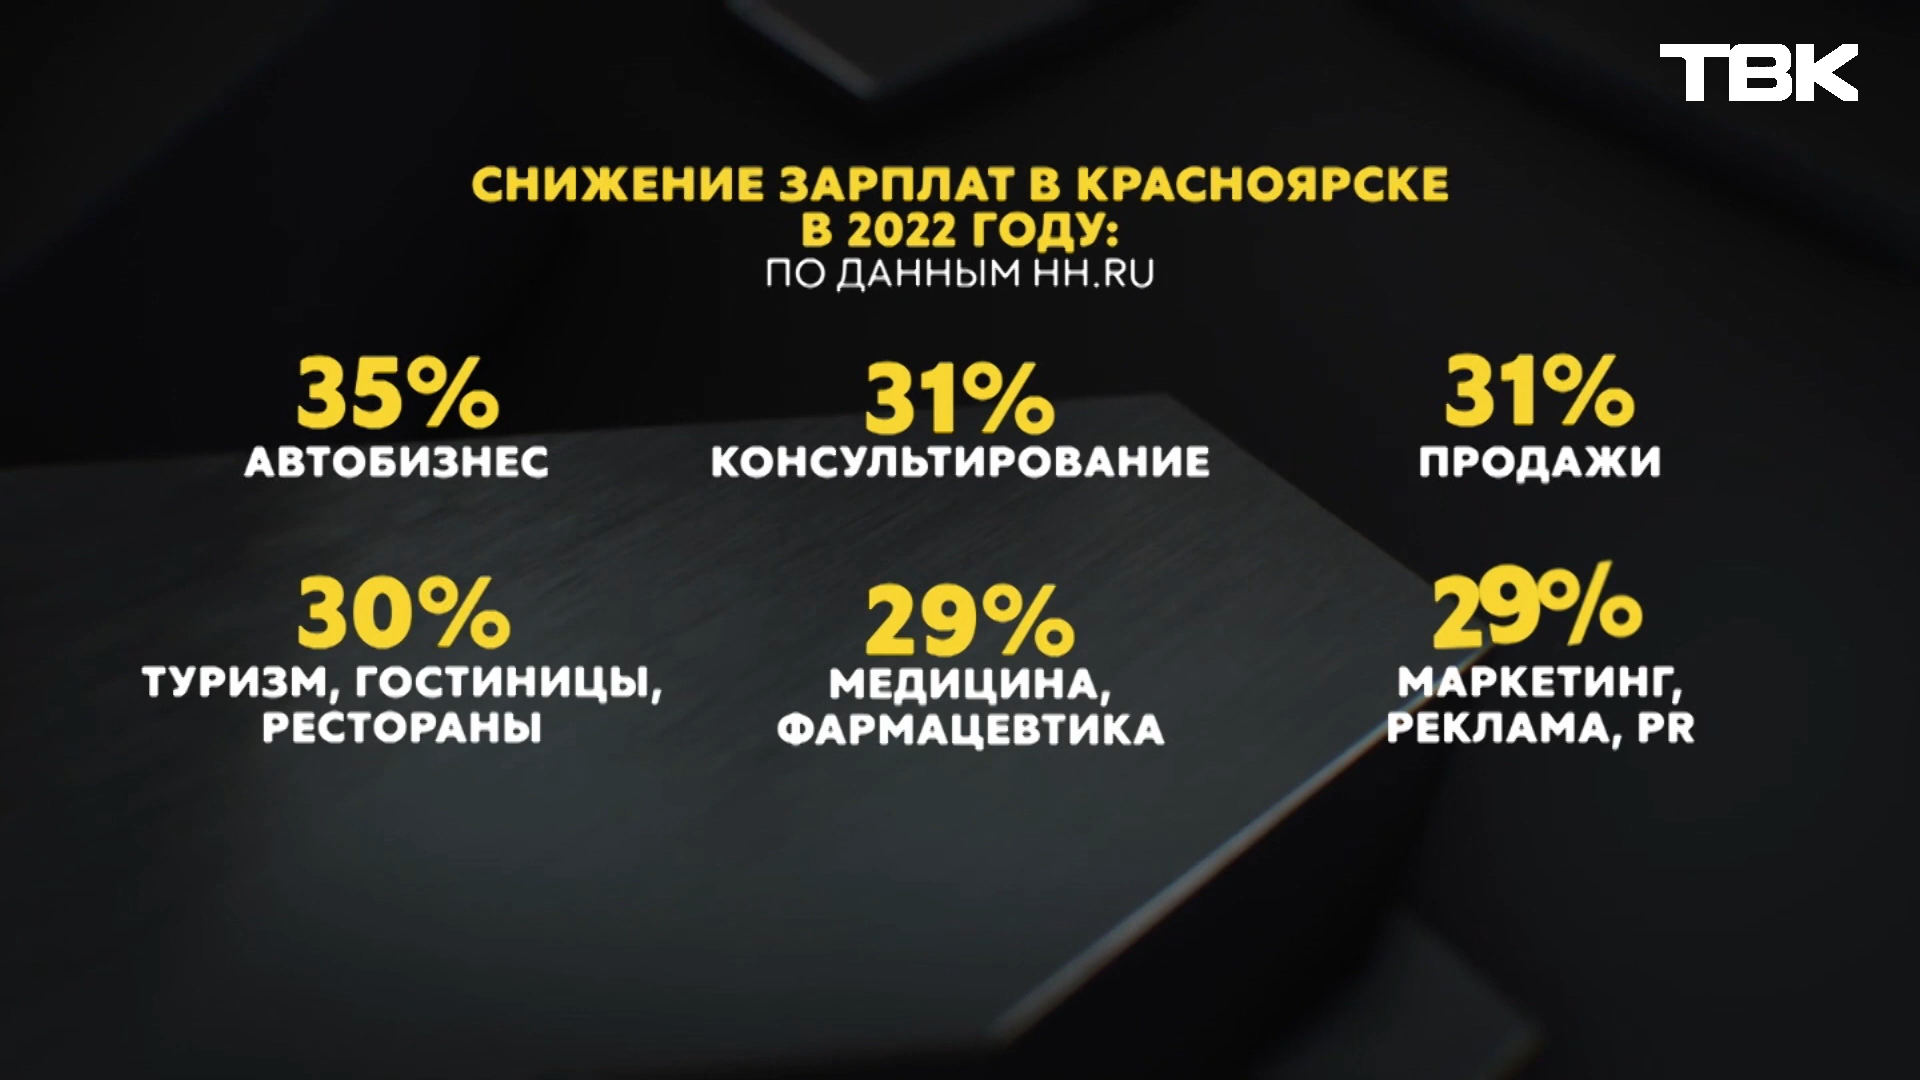 ТВК
СНИЖЕНИЕ ЗАРПЛАТ В КРАСНОЯРСКЕ
В 2022 ГОДУ:
ПО ДАННЫМ HH.RU
35%
АВТОБИЗНЕС
31%
КОНСУЛЬТИРОВАНИЕ
31%
ПРОДАЖИ
30%
ТУРИЗМ, ГОСТИНИЦЫ,
РЕСТОРАНЫ
29%
МЕДИЦИНА,
ФАРМАЦЕВТИКА
29%
МАРКЕТИНГ,
РЕКЛАМА, PR